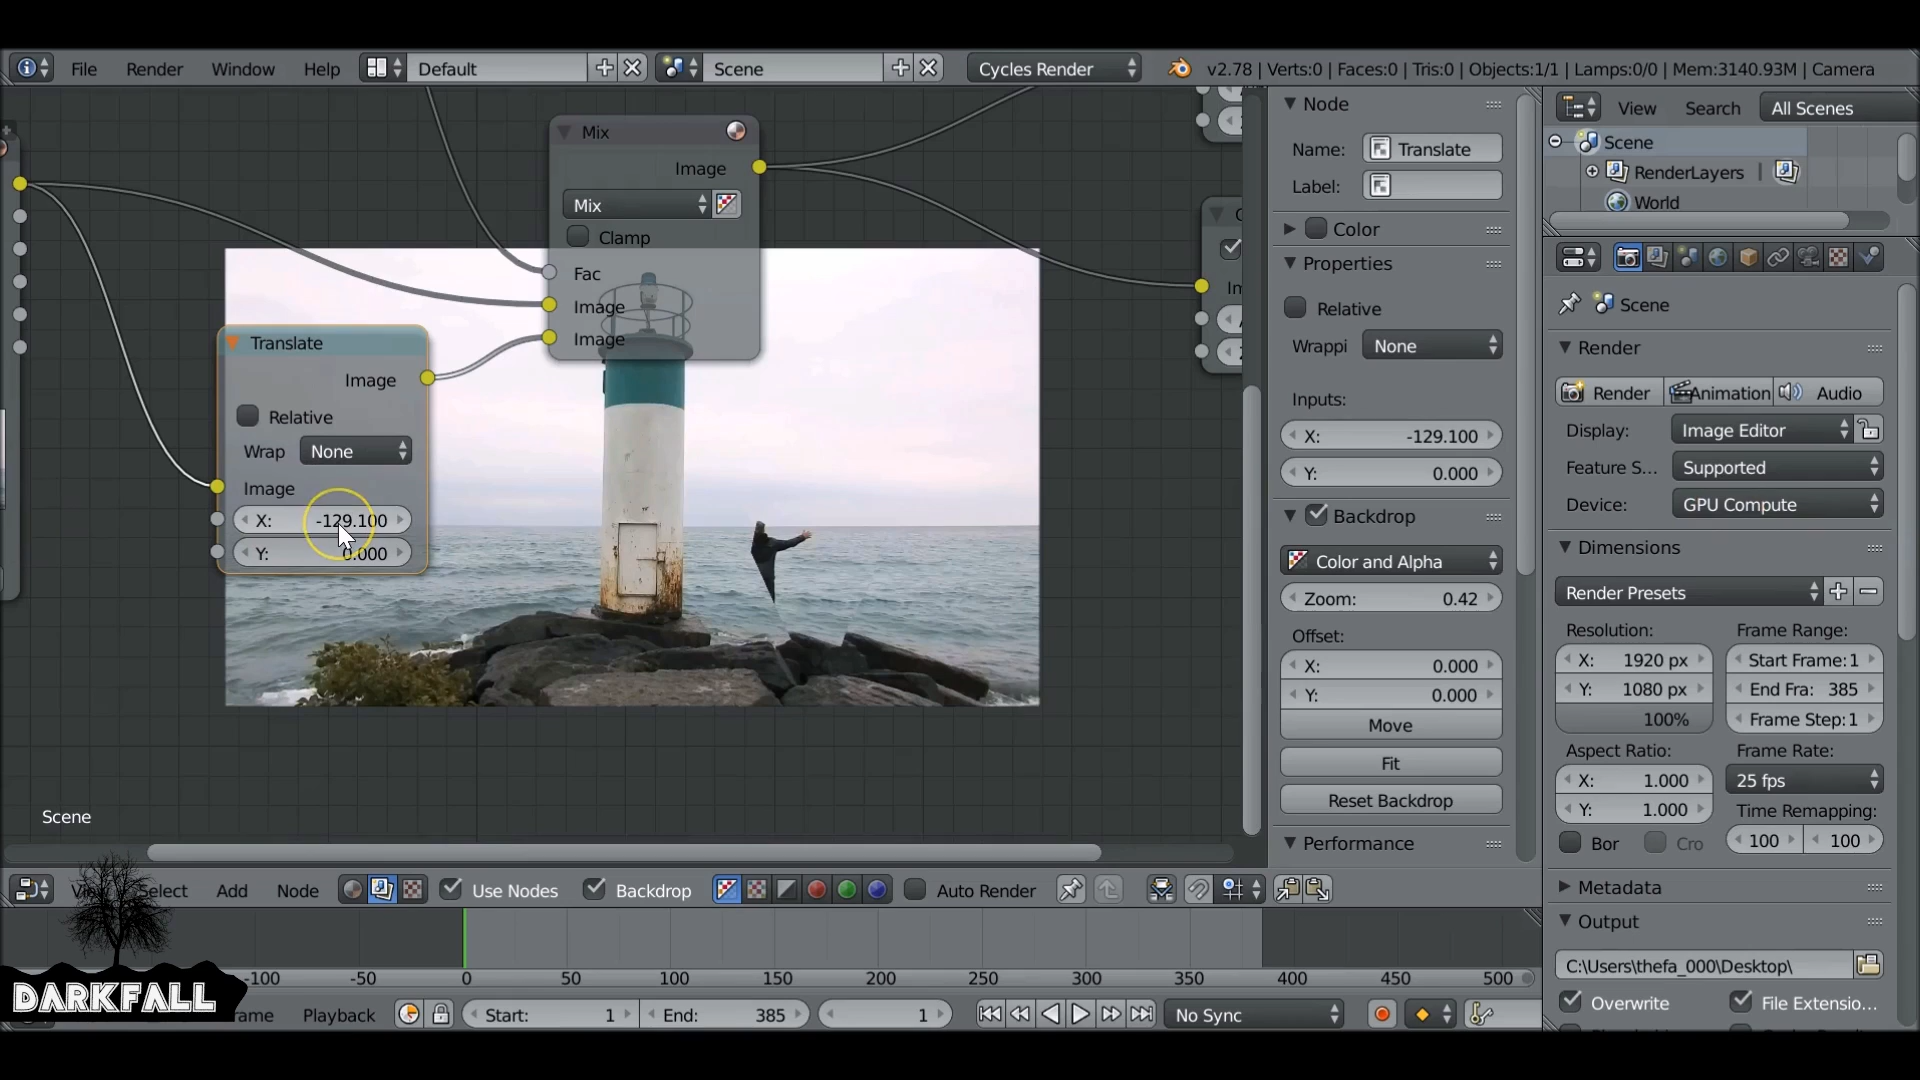 File Render Window Help Default Scene Cycles Render v2.78 | Verts:0 | Faces:0 | Tris:0 | Objects:1/1 | Lamps:0/0 | Mem:3140.93M | Camera
Mix
Image
Mix
Clamp
Fac
Image
Image
Translate
Image
Relative
Wrap None
Image
X: -129.100
Y: 0.000
Scene
Node
Name: Translate
Label:
Color
Properties
Relative
Wrappi None
Inputs:
X: -129.100
Y: 0.000
Backdrop
Color and Alpha
Zoom: 0.42
Offset:
X: 0.000
Y: 0.000
Move
Fit
Reset Backdrop
Performance
View Search All Scenes
Scene
RenderLayers |
World
Scene
Render
Render Animation Audio
Display: Image Editor
Feature S... Supported
Device: GPU Compute
Dimensions
Render Presets
Resolution: Frame Range:
X: 1920 px Start Frame:1
Y: 1080 px End Fra: 385
100% Frame Step:1
Aspect Ratio: Frame Rate:
X: 1.000 25 fps
Y: 1.000 Time Remapping:
Bor Cro 100 100
Metadata
Output
C:\Users\thefa_000\Desktop\
Overwrite File Extensio...
Select Add Node Use Nodes Backdrop Auto Render
-100 -50 0 50 100 150 200 250 300 350 400 450 500
Playback Start: 1 End: 385 1 No Sync
DARKFALL